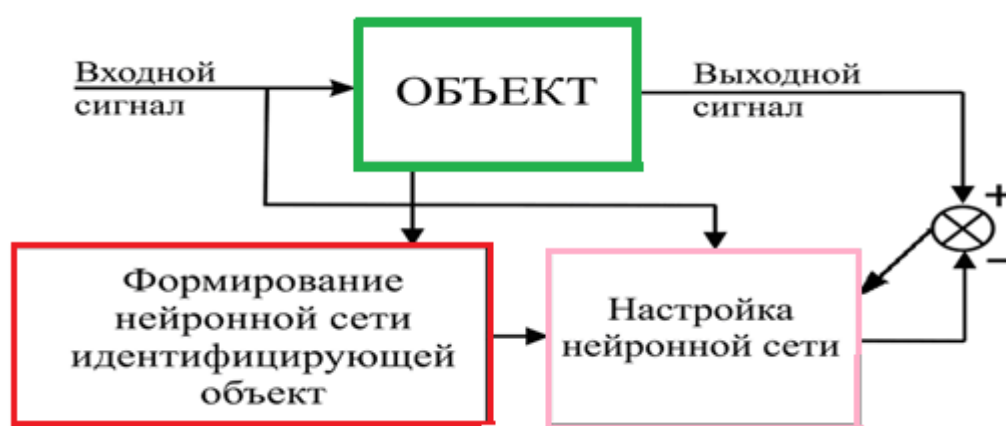 Входной
сигнал
ОБЪЕКТ
Выходной
сигнал
+
−
Формирование
нейронной сети
идентифицирующей
объект
Настройка
нейронной сети